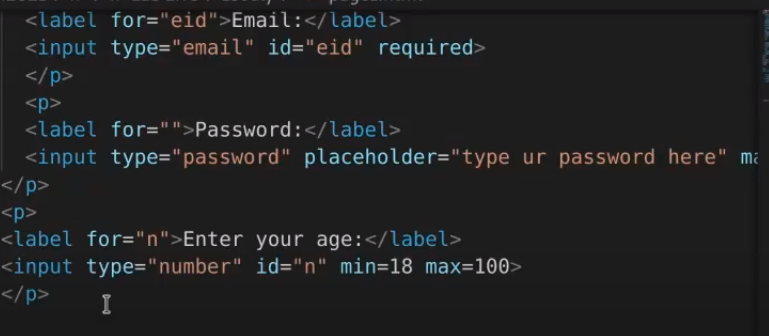 <label for="eid">Email:</label>
<input type="email" id="eid" required>
</p>
<p>
<label for="">Password:</label>
<input type="password" placeholder="type ur password here" ma
</p>
<p>
<label for="n">Enter your age:</label>
<input type="number" id="n" min=18 max=100>
</p>